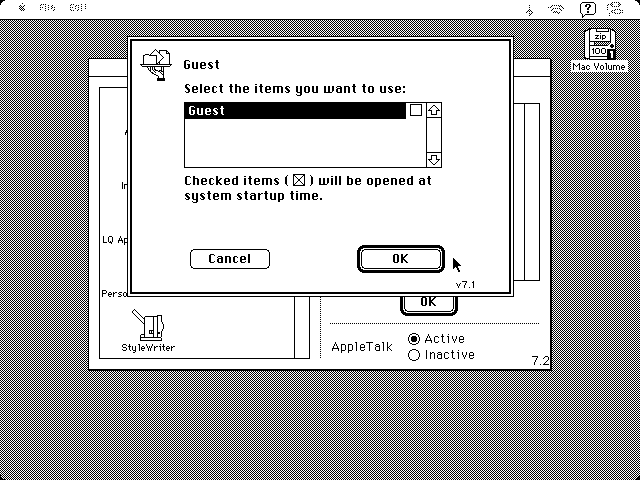 File Edit
Guest
Select the items you want to use:
Guest
Checked items ( ) will be opened at
system startup time.
Cancel
OK
v7.1
zip
100
Mac Volume
A
In
LQ Ap
Perso
StyleWriter
OK
AppleTalk
Active
Inactive
7.2